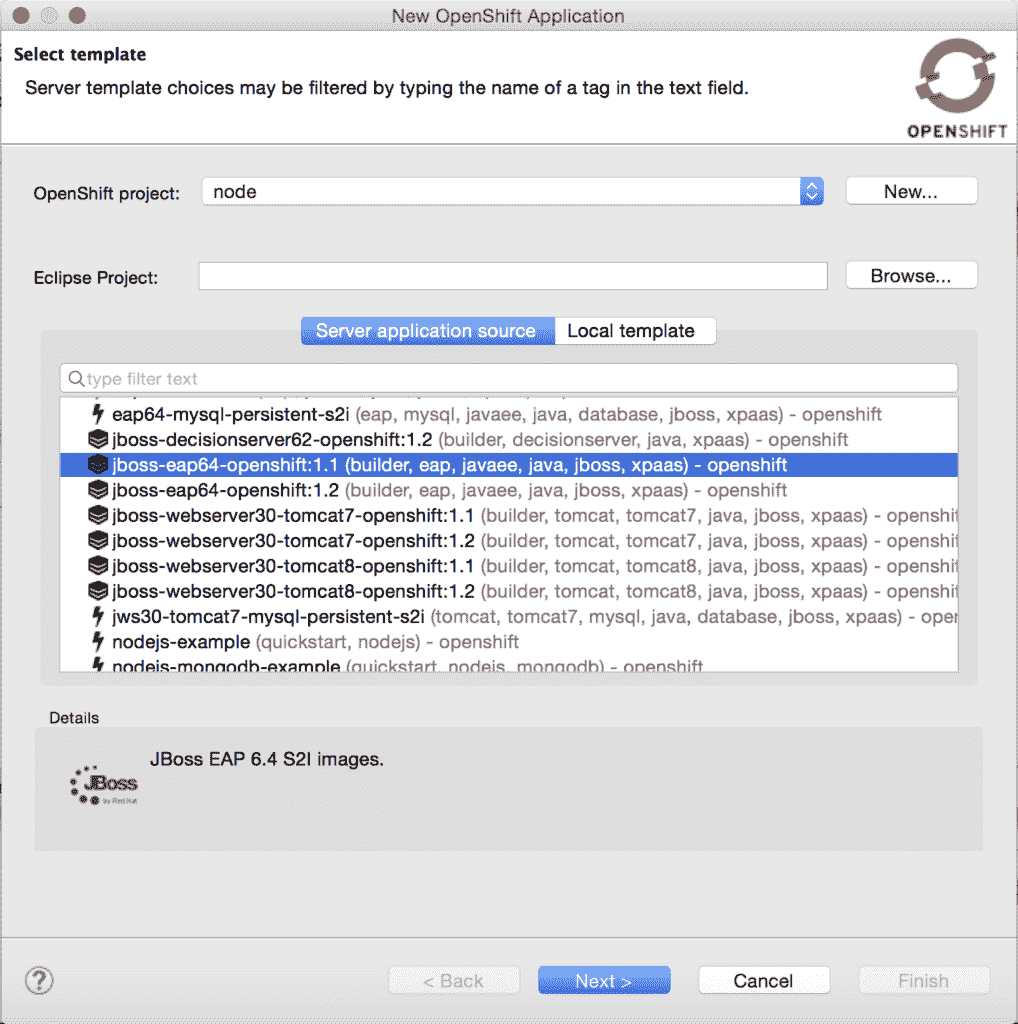 New OpenShift Application
Select template
Server template choices may be filtered by typing the name of a tag in the text field.
OPENSHIFT
OpenShift project:
node
New...
Eclipse Project:
Browse...
Server application source
Local template
type filter text
eap64-mysql-persistent-s2i (eap, mysql, javaee, java, database, jboss, xpaas) - openshift
jboss-decisionserver62-openshift:1.2 (builder, decisionserver, java, xpaas) - openshift
jboss-eap64-openshift:1.1 (builder, eap, javaee, java, jboss, xpaas) - openshift
jboss-eap64-openshift:1.2 (builder, eap, javaee, java, jboss, xpaas) - openshift
jboss-webserver30-tomcat7-openshift:1.1 (builder, tomcat, tomcat7, java, jboss, xpaas) - openshi
jboss-webserver30-tomcat7-openshift:1.2 (builder, tomcat, tomcat7, java, jboss, xpaas) - openshi
jboss-webserver30-tomcat8-openshift:1.1 (builder, tomcat, tomcat8, java, jboss, xpaas) - openshi
jboss-webserver30-tomcat8-openshift:1.2 (builder, tomcat, tomcat8, java, jboss, xpaas) - openshi
jws30-tomcat7-mysql-persistent-s2i (tomcat, tomcat7, mysql, java, database, jboss, xpaas) - oper
nodejs-example (quickstart, nodejs) - openshift
nodejs-mongodb-example (quickstart, nodejs, mongodb) - openshift
Details
JBoss EAP 6.4 S2I images.
JBoss
by Red Hat
?
< Back
Next >
Cancel
Finish